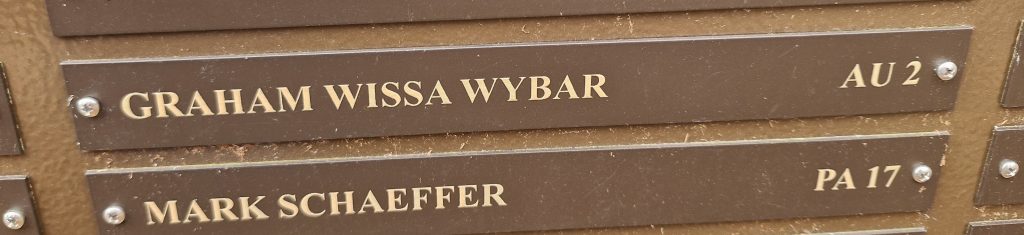 GRAHAM WISSA WYBAR AU 2
MARK SCHAEFFER PA 17